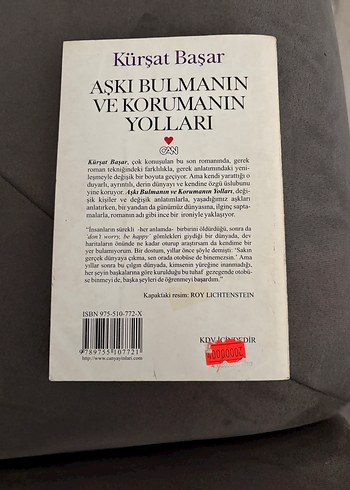 Kürşat Başar
AŞKI BULMANIN
VE KORUMANIN
YOLLARI
CAN
Kürşat Başar, çok konuşulan bu son romanında, gerek
roman tekniğindeki farklılıkla, gerek anlatımındaki yeni-
leşmeyle değişik bir boyuta geçiyor. Ama kendi yarattığı o
duyarlı, ayrıntılı, derin dünyayı ve kendine özgü üslubunu
yine koruyor. Aşkı Bulmanın ve Korumanın Yolları, deği-
şik kişiler ve değişik anlatımlarla, yaşadığımız aşkları
anlatırken, bir yandan da günümüz dünyasına, ilginç sapta-
malarla, romanın adı gibi ince bir ironiyle yaklaşıyor.
"İnsanların sürekli -her anlamda- birbirini öldürdüğü, sonra da
'don't worry, be happy' gömlekleri giydiği bir dünyada, dev
haritaların önünde ne kadar oturup araştırsam da kendime bir
yer bulamıyorum. Bir dostum, yıllar önce şöyle demişti: 'Sakın
gerçek dünyaya çıkma, sen orada otobüse de binemezsin.' Ama
yıllar sonra bu çılgın dünyada, kimsenin yüreğine inanmadığı,
her şeyin başkalarına göre kurulduğu bu tuhaf gezegende otobü-
se binmeyi de, başka şeyleri de öğrenmeyi başardım."
Kapaktaki resim: ROY LICHTENSTEIN
ISBN 975-510-772-X
9789755107721
http://www.canyayinlari.com
KDV İÇİNDEDİR